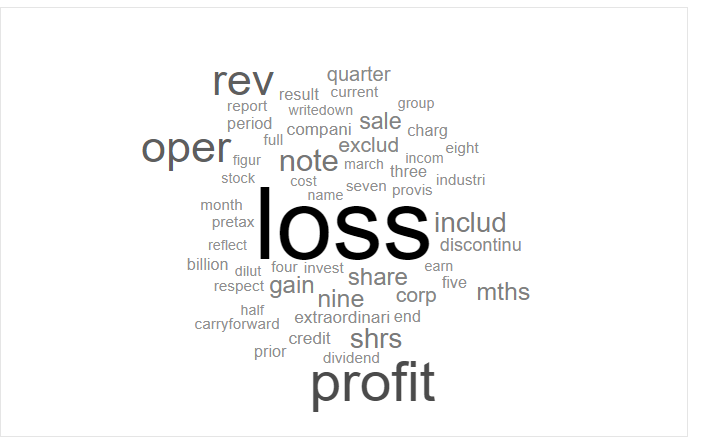 rev
quarter
result
current
report
writedown
group
period
compani
sale
charg
oper
full
exclud
eight
figur
note
march
incom
three
stock
cost
seven
provis
industri
name
loss
month
pretax
includ
reflect
discontinu
billion
dilut
four
invest
share
earn
respect
gain
nine
corp
five
mths
half
carryforward
extraordinari
end
credit
shrs
prior
dividend
profit